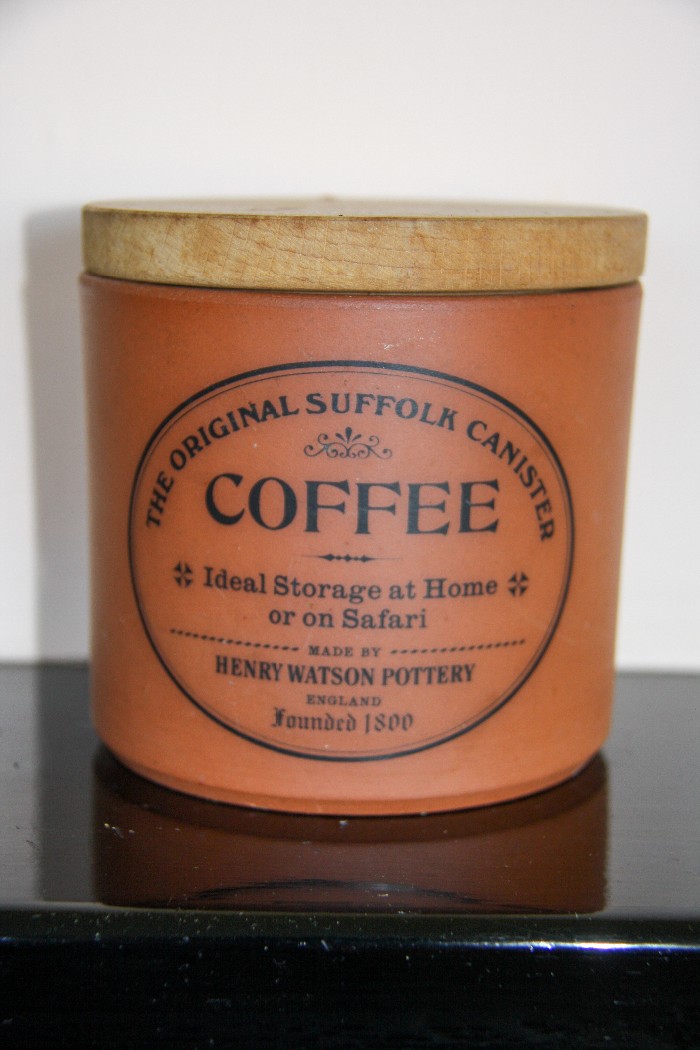 THE ORIGINAL SUFFOLK CANISTER
COFFEE
Ideal Storage at Home
or on Safari
MADE BY
HENRY WATSON POTTERY
ENGLAND
Founded 1800